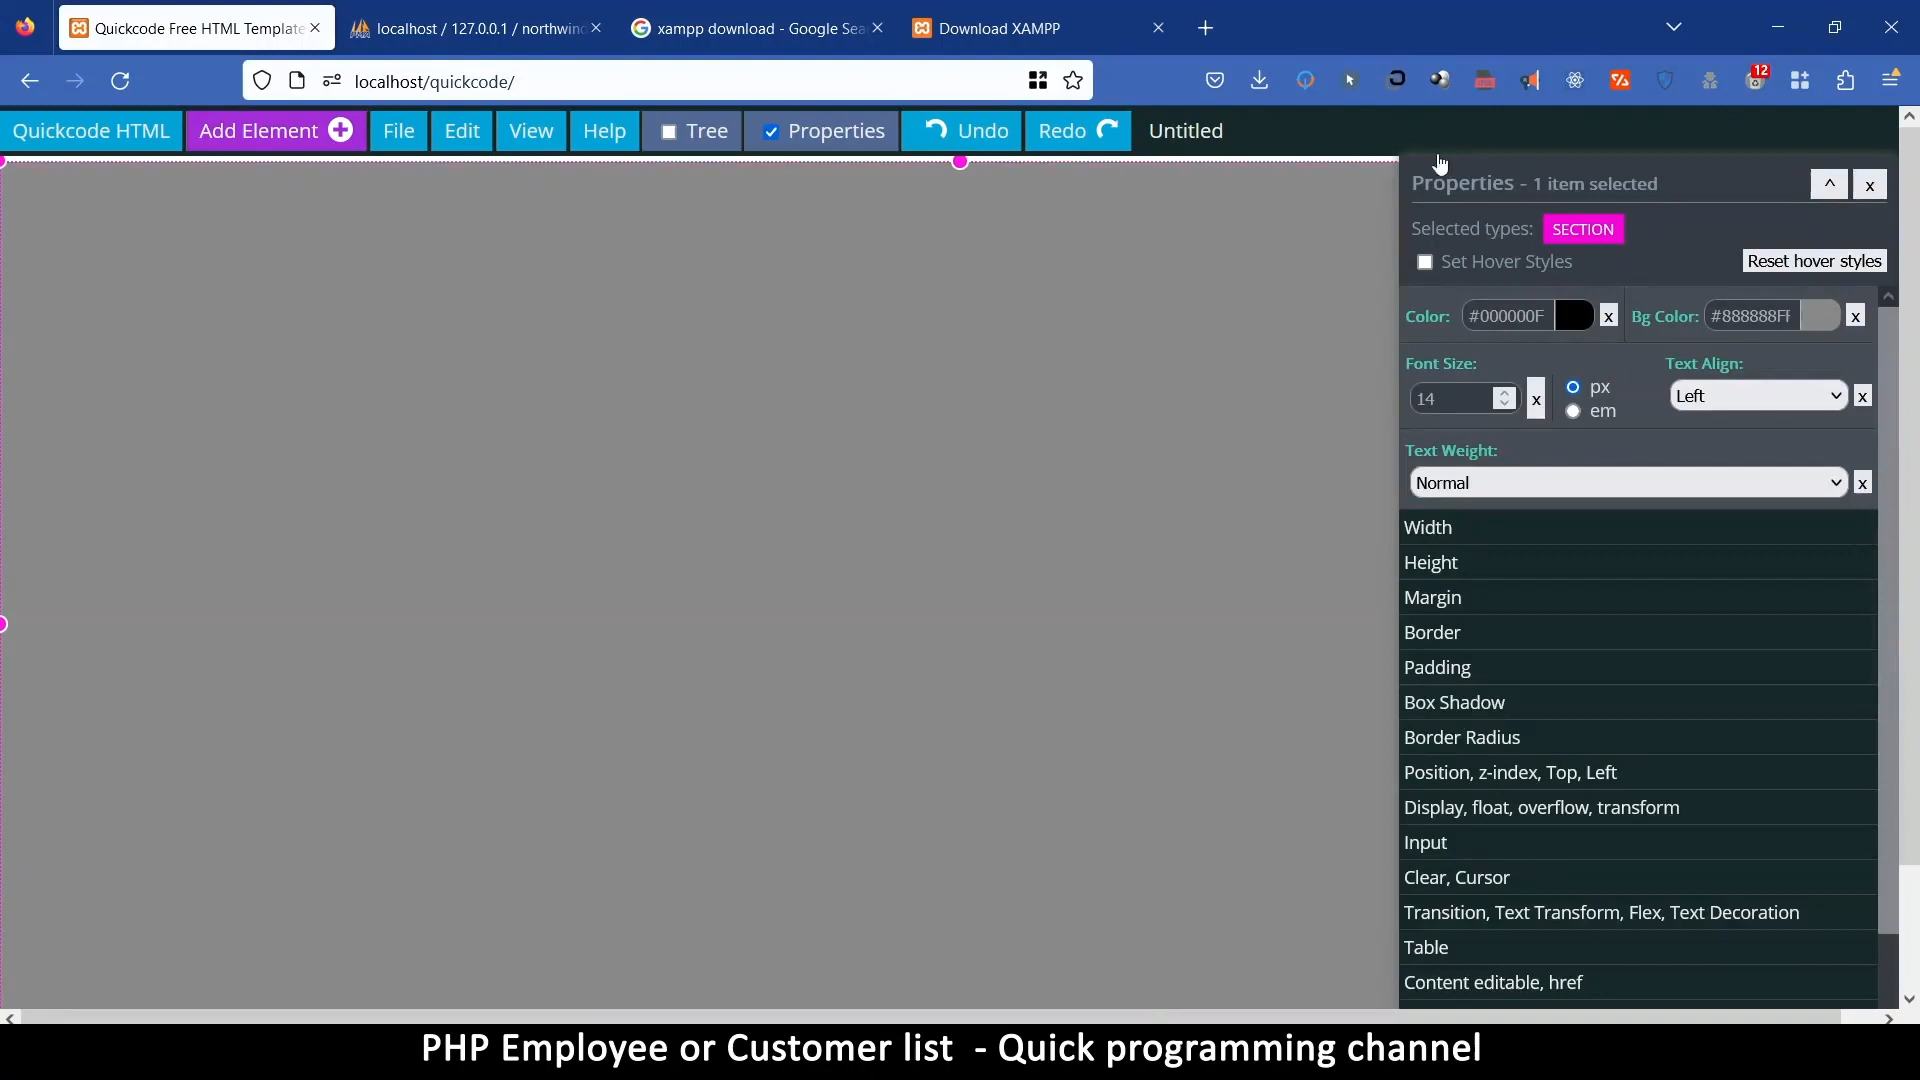 Quickcode Free HTML Template
localhost / 127.0.0.1 / northwin
xampp download - Google Sea
Download XAMPP
localhost/quickcode/
12
Quickcode HTML
Add Element
File
Edit
View
Help
Tree
Properties
Undo
Redo
Untitled
Properties - 1 item selected
^
x
Selected types: SECTION
Set Hover Styles
Reset hover styles
Color: #000000F x
Bg Color: #888888FF x
Font Size:
Text Align:
14 x
px
em
Left x
Text Weight:
Normal x
Width
Height
Margin
Border
Padding
Box Shadow
Border Radius
Position, z-index, Top, Left
Display, float, overflow, transform
Input
Clear, Cursor
Transition, Text Transform, Flex, Text Decoration
Table
Content editable, href
PHP Employee or Customer list - Quick programming channel